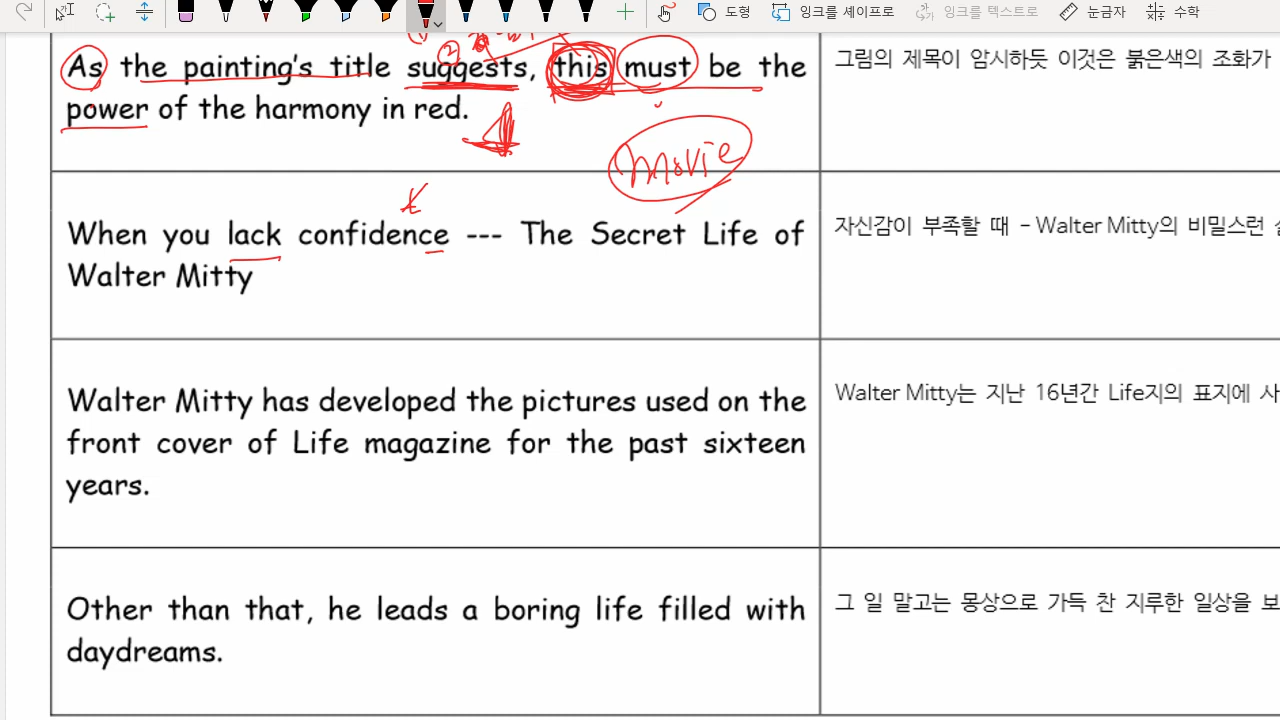 도형
잉크를 셰이프로
잉크를 텍스트로
눈금자
수학
②
As the painting's title suggests, this must be the
power of the harmony in red.
그림의 제목이 암시하듯 이것은 붉은색의 조화가
movie
When you lack confidence --- The Secret Life of
Walter Mitty
자신감이 부족할 때 - Walter Mitty의 비밀스런
Walter Mitty has developed the pictures used on the
front cover of Life magazine for the past sixteen
years.
Walter Mitty는 지난 16년간 Life지의 표지에 사
Other than that, he leads a boring life filled with
daydreams.
그 일 말고는 몽상으로 가득 찬 지루한 일상을 보